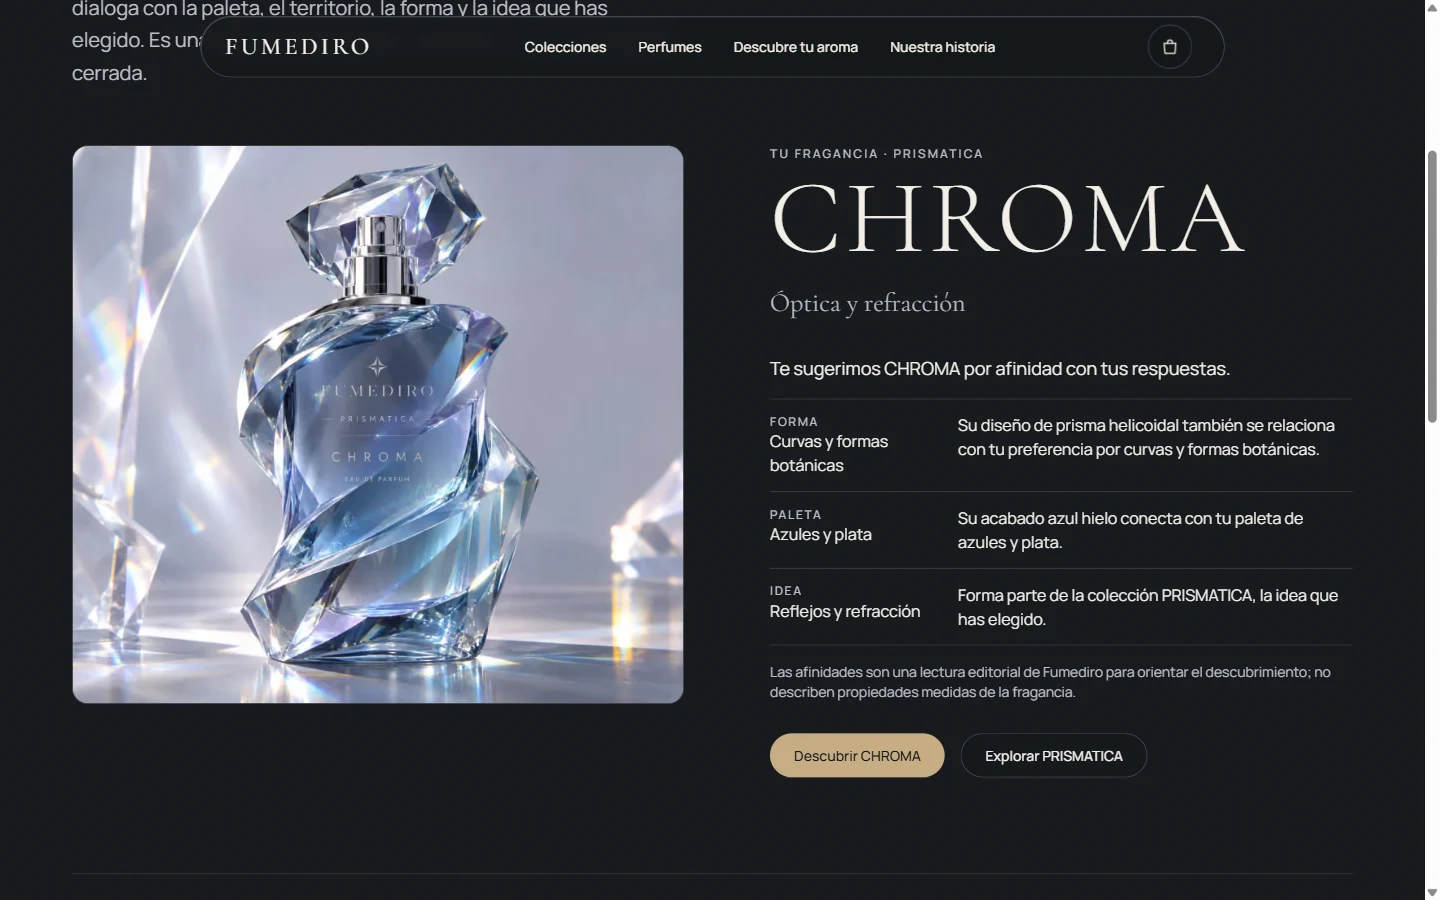 dialoga con la paleta, el territorio, la forma y la idea que has
elegido. Es una
cerrada.
FUMEDIRO
Colecciones
Perfumes
Descubre tu aroma
Nuestra historia
FUMEDIRO
PRISMATICA
CHROMA
EAU DE PARFUM
TU FRAGANCIA · PRISMATICA
CHROMA
Óptica y refracción
Te sugerimos CHROMA por afinidad con tus respuestas.
FORMA
Curvas y formas
botánicas
Su diseño de prisma helicoidal también se relaciona
con tu preferencia por curvas y formas botánicas.
PALETA
Azules y plata
Su acabado azul hielo conecta con tu paleta de
azules y plata.
IDEA
Reflejos y refracción
Forma parte de la colección PRISMATICA, la idea que
has elegido.
Las afinidades son una lectura editorial de Fumediro para orientar el descubrimiento; no
describen propiedades medidas de la fragancia.
Descubrir CHROMA
Explorar PRISMATICA